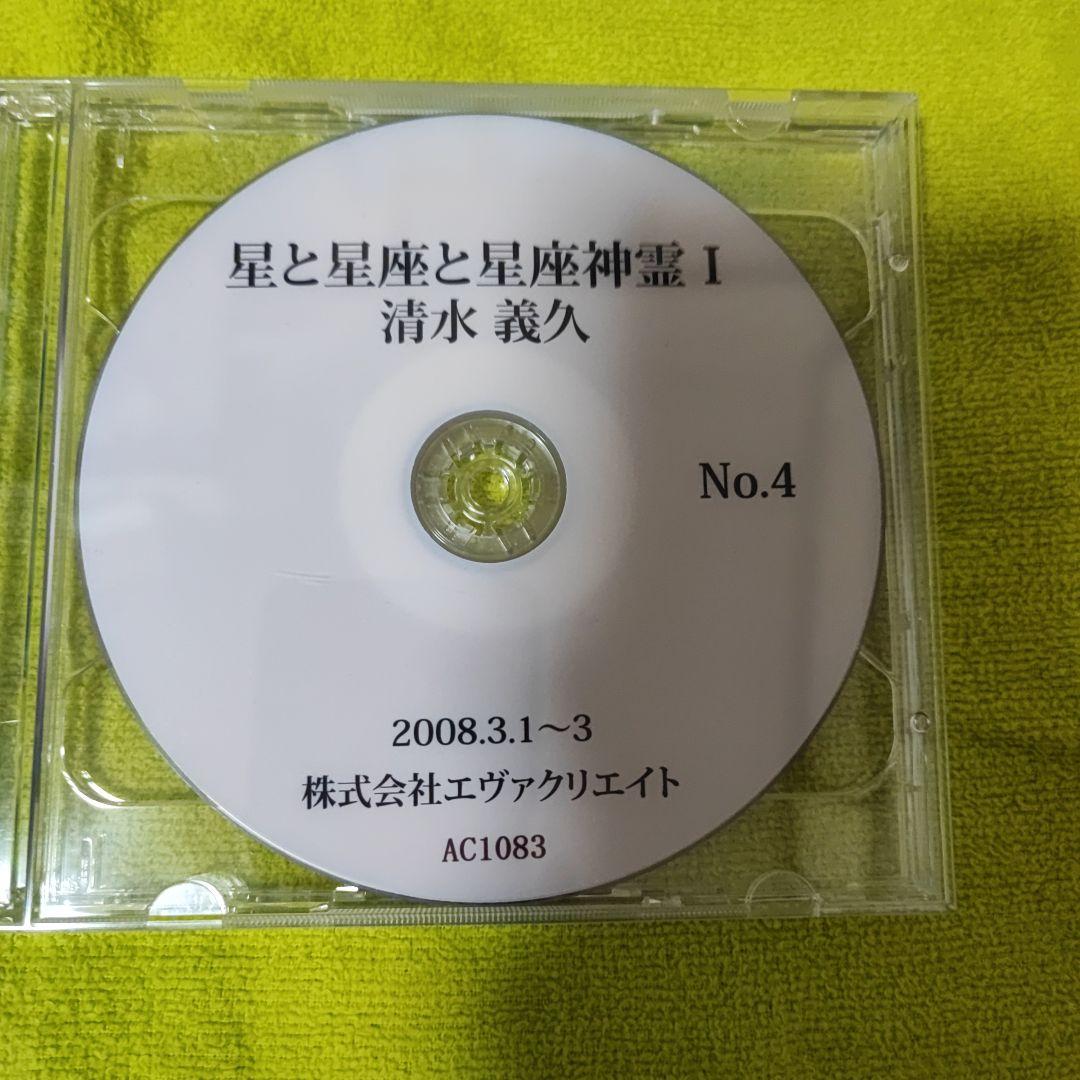 星と星座と星座神霊 I
清水 義久
No.4
2008.3.1～3
株式会社エヴァクリエイト
AC1083